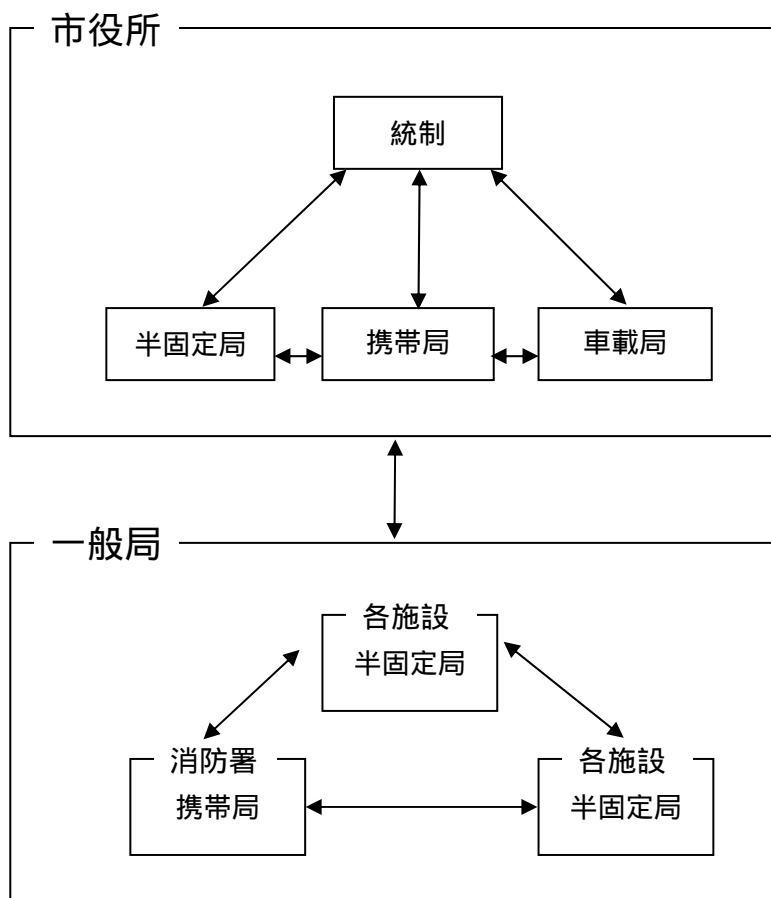 市役所
統制
半固定局
携帯局
車載局
一般局
各施設
半固定局
消防署
携帯局
各施設
半固定局